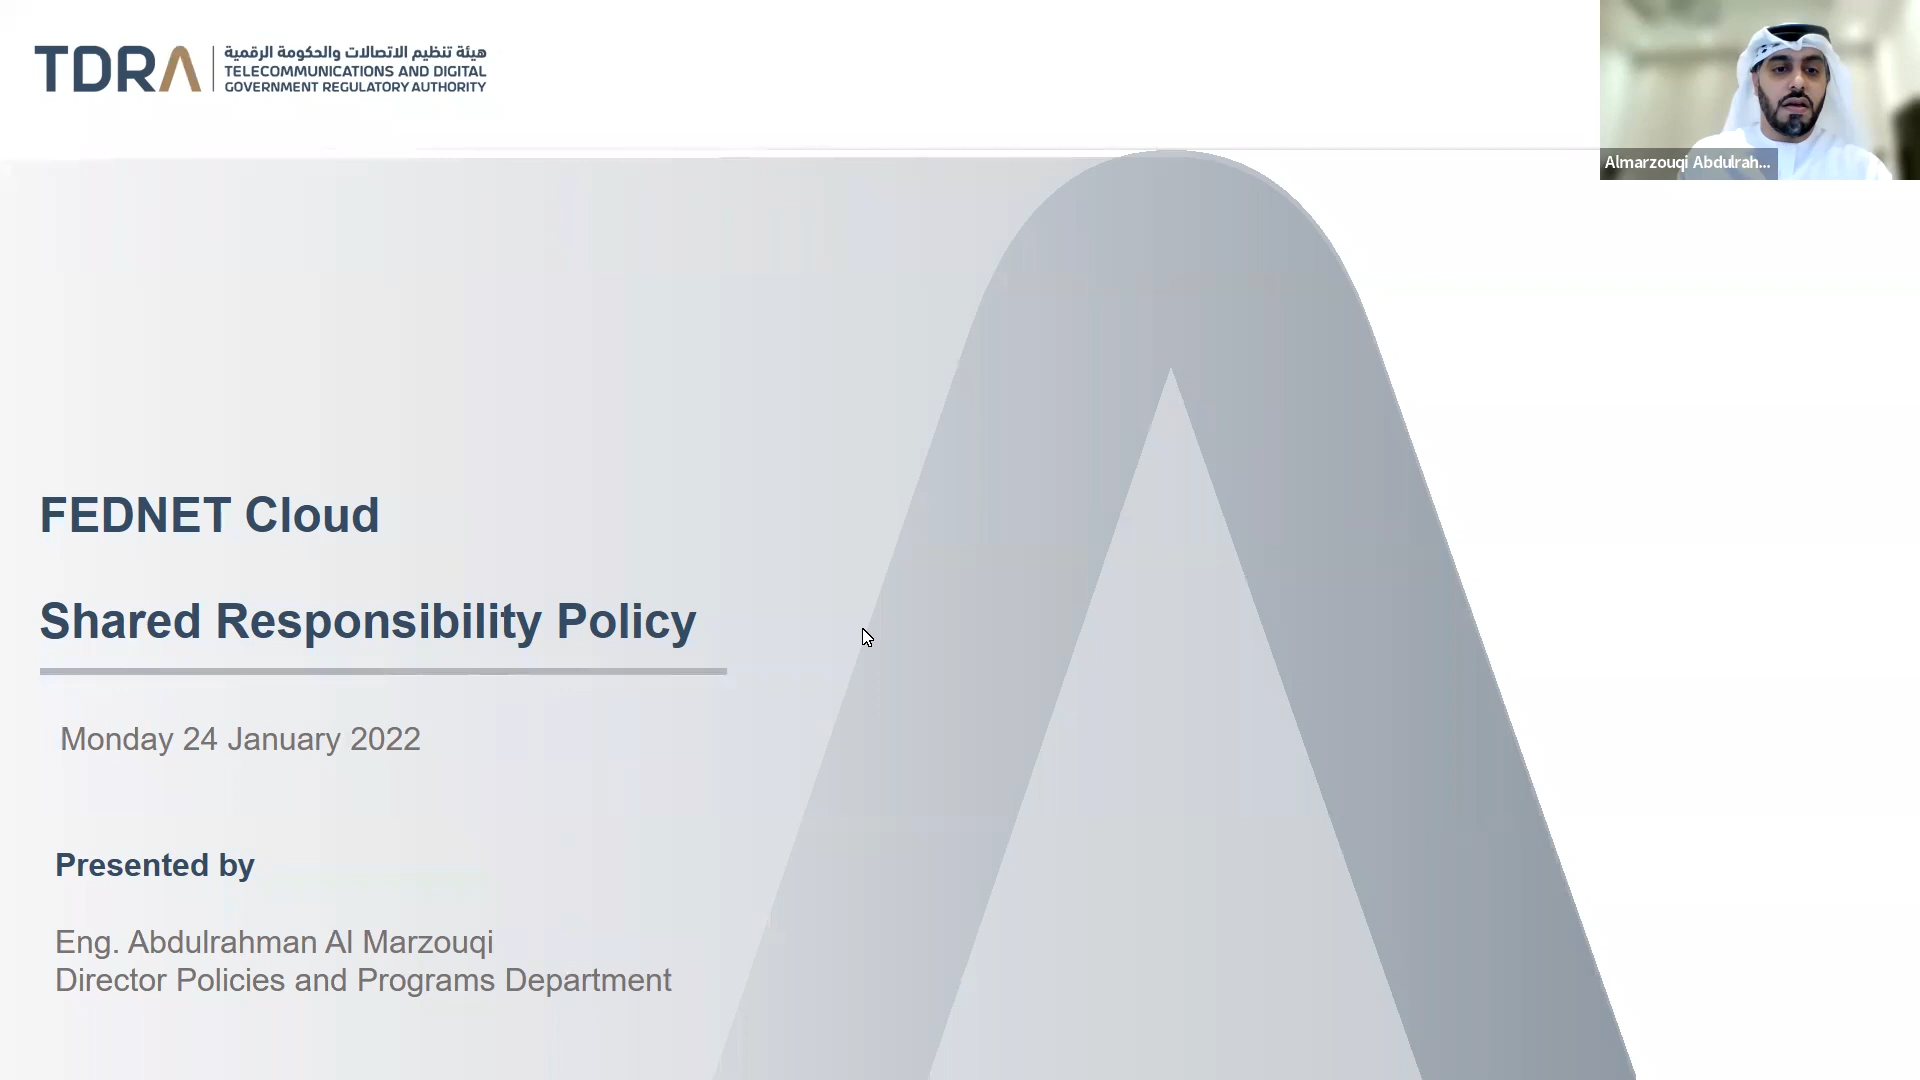 TDRA
هيئة تنظيم الاتصالات والحكومة الرقمية
TELECOMMUNICATIONS AND DIGITAL
GOVERNMENT REGULATORY AUTHORITY
Almarzouqi Abdulrah...
FEDNET Cloud
Shared Responsibility Policy
Monday 24 January 2022
Presented by
Eng. Abdulrahman Al Marzouqi
Director Policies and Programs Department